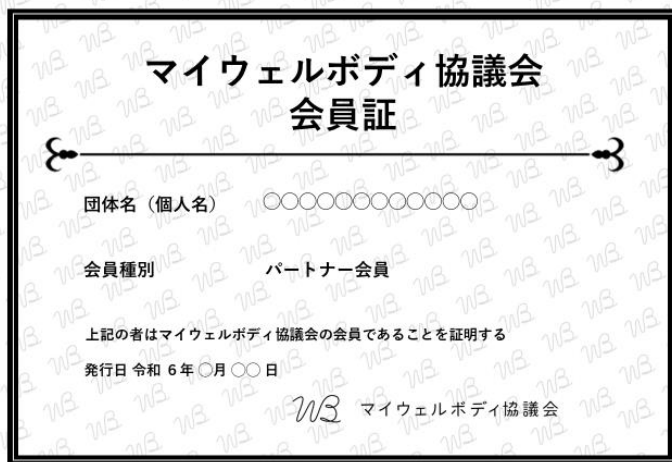 マイウェルボディ協議会
会員証
団体名（個人名） ○○○○○○○○○○○○
会員種別 パートナー会員
上記の者はマイウェルボディ協議会の会員であることを証明する
発行日 令和 6年 ○月 ○○ 日
WB マイウェルボディ協議会